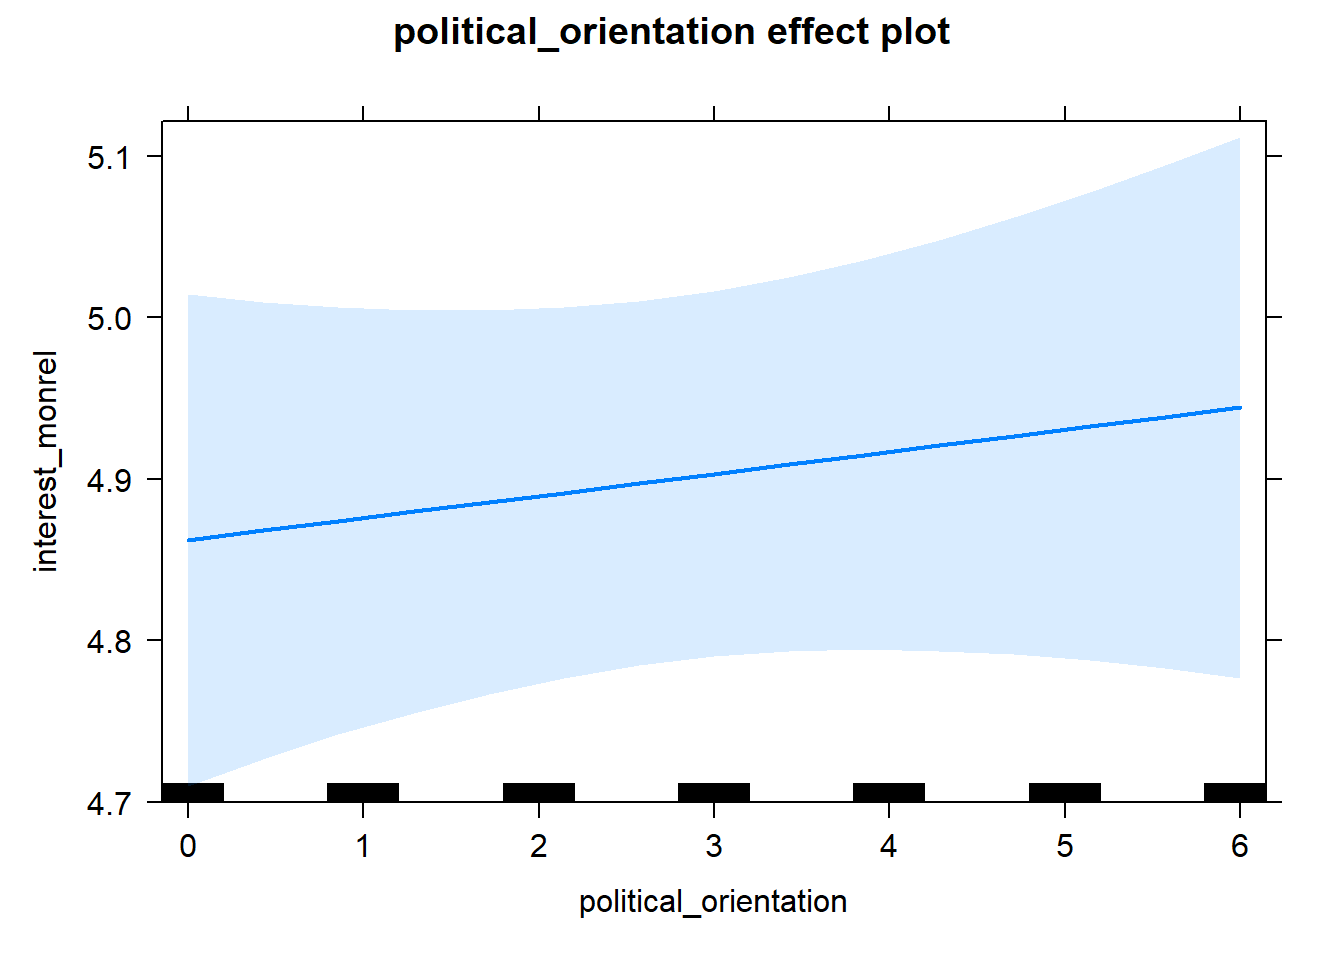 political_orientation effect plot
5.1
5.0
4.9
4.8
4.7
interest_monrel
0 1 2 3 4 5 6
political_orientation